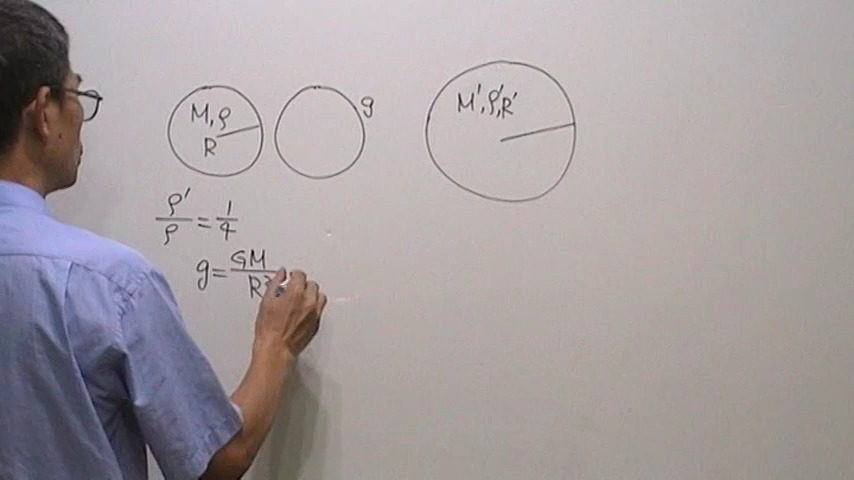 M, ρ
R
g
M', ρ', R'
ρ'/ρ = 1/4
g = GM/R²